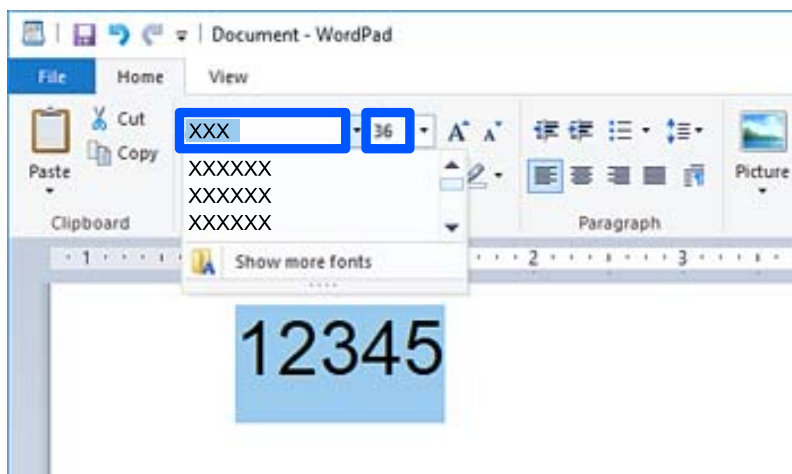 Document - WordPad
File Home View
Cut
XXX 36 A A
Copy
Paste
XXXXXX
XXXXXX
XXXXXX
Picture
Clipboard
Paragraph
Show more fonts
1 2 3
12345